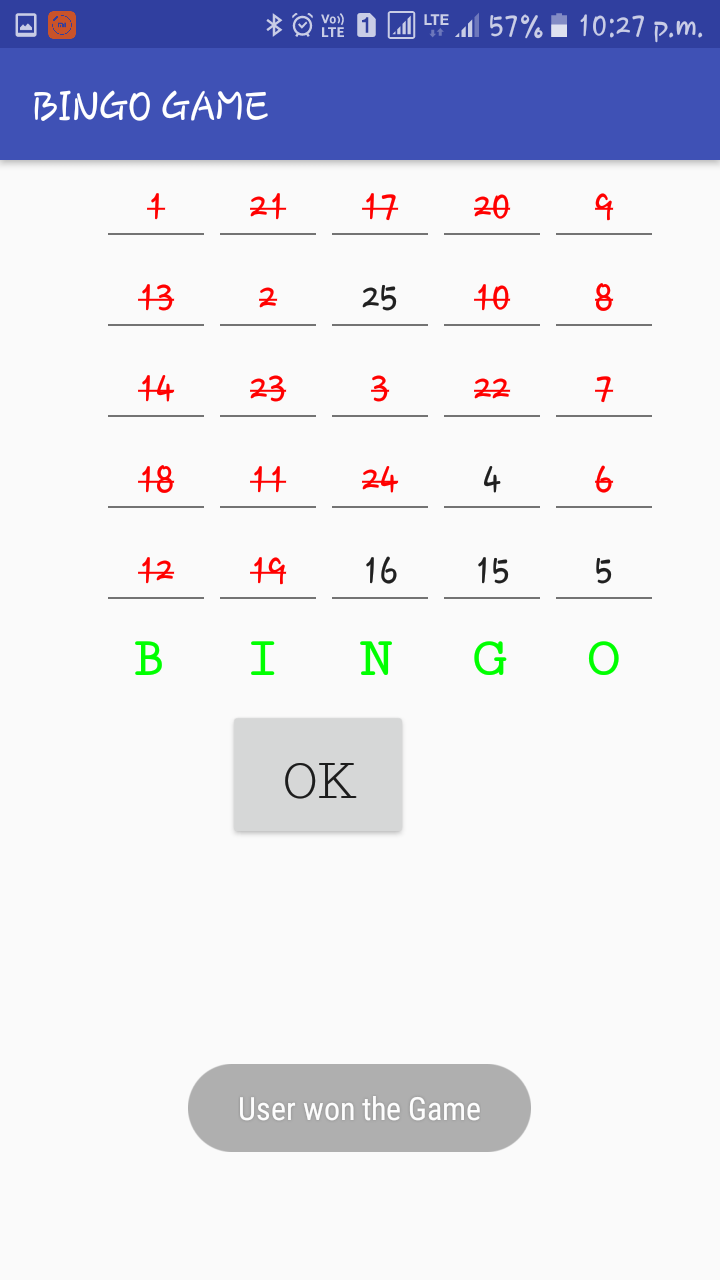 Vo)) LTE 1 LTE 57% 10:27 p.m.
BINGO GAME
1 21 17 20 9
13 2 25 10 8
14 23 3 22 7
18 11 24 4 6
12 19 16 15 5
B I N G O
OK
User won the Game